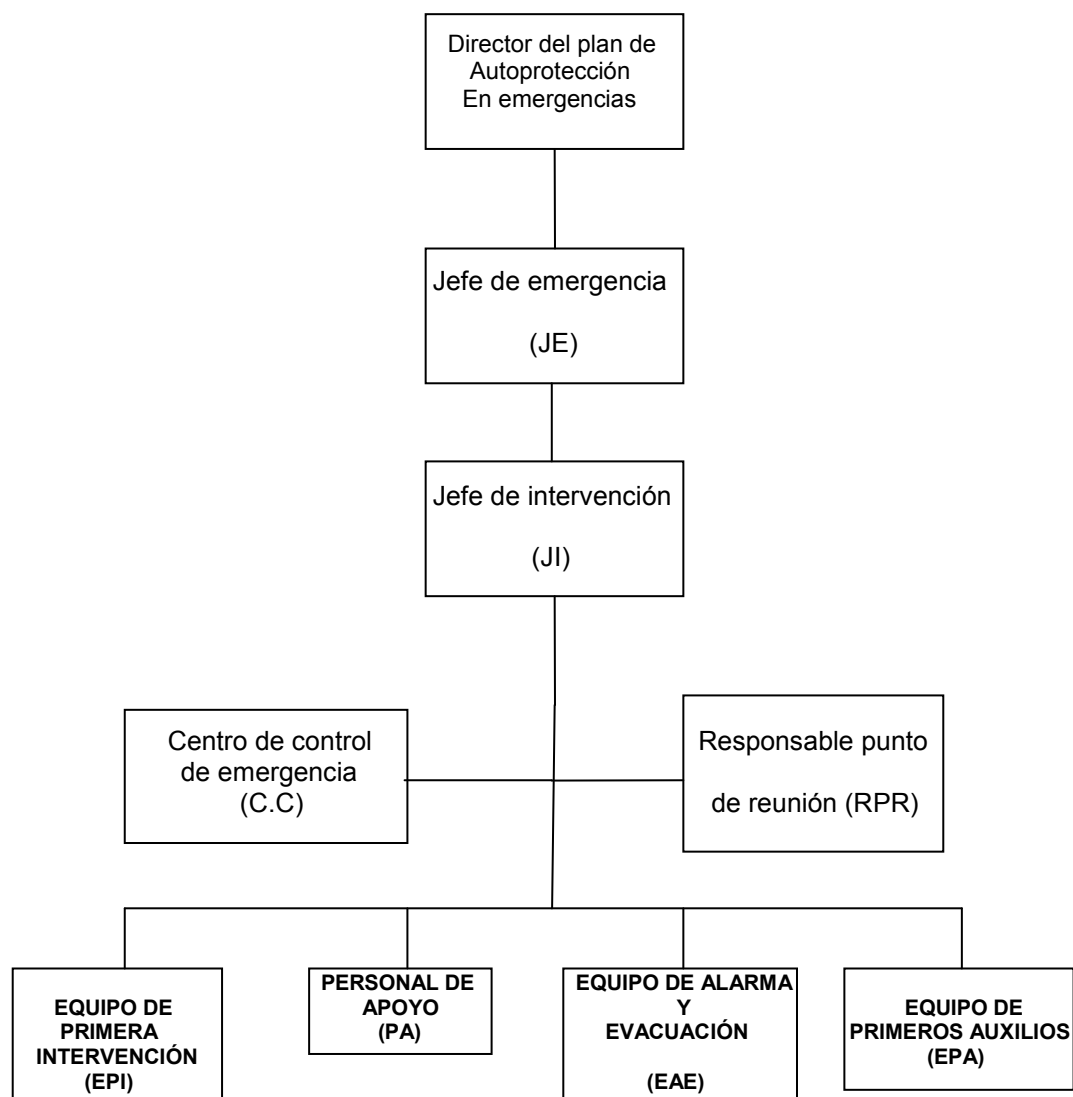 Director del plan de
Autoprotección
En emergencias
Jefe de emergencia
(JE)
Jefe de intervención
(JI)
Centro de control
de emergencia
(C.C)
Responsable punto
de reunión (RPR)
EQUIPO DE
PRIMERA
INTERVENCIÓN
(EPI)
PERSONAL DE
APOYO
(PA)
EQUIPO DE ALARMA
Y
EVACUACIÓN
(EAE)
EQUIPO DE
PRIMEROS AUXILIOS
(EPA)